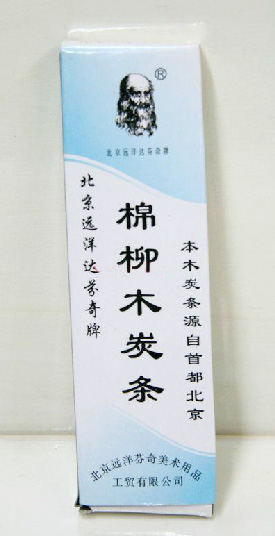 ®
北京远洋达芬奇牌
北京远洋达芬奇牌
棉柳木炭条
本木炭条源自首都北京
北京远洋芬奇美术用品
工贸有限公司